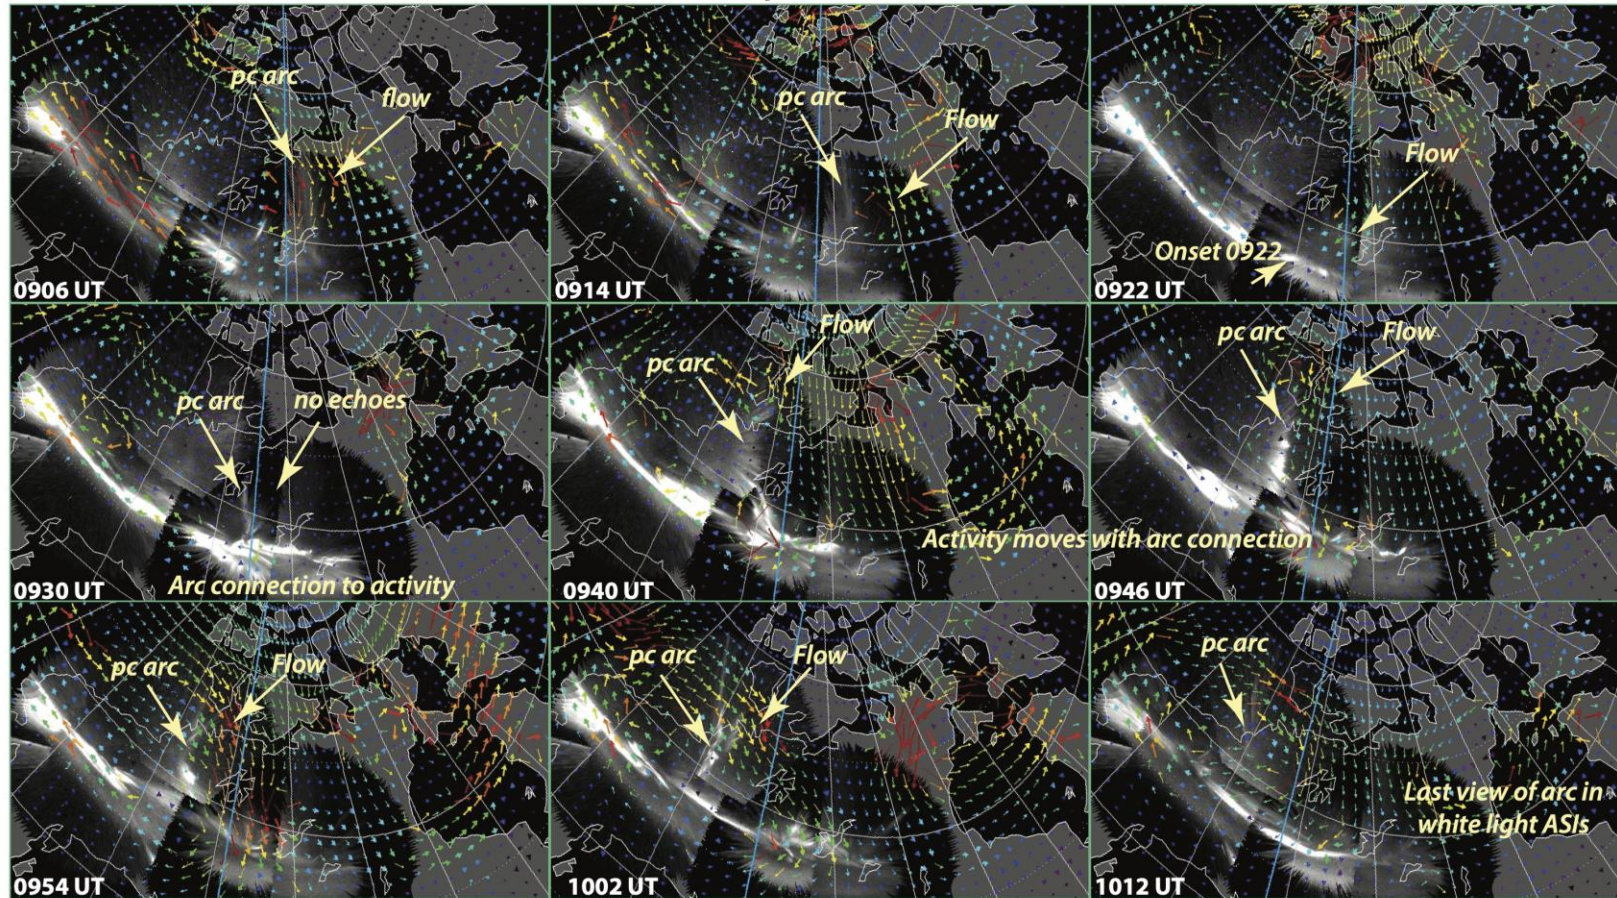 pc arc
flow
0906 UT
pc arc
Flow
0914 UT
Flow
Onset 0922
0922 UT
pc arc
no echoes
Arc connection to activity
0930 UT
Flow
pc arc
0940 UT
Activity moves with arc connection
pc arc
Flow
0946 UT
pc arc
Flow
0954 UT
pc arc
Flow
1002 UT
pc arc
Last view of arc in
white light ASIs
1012 UT